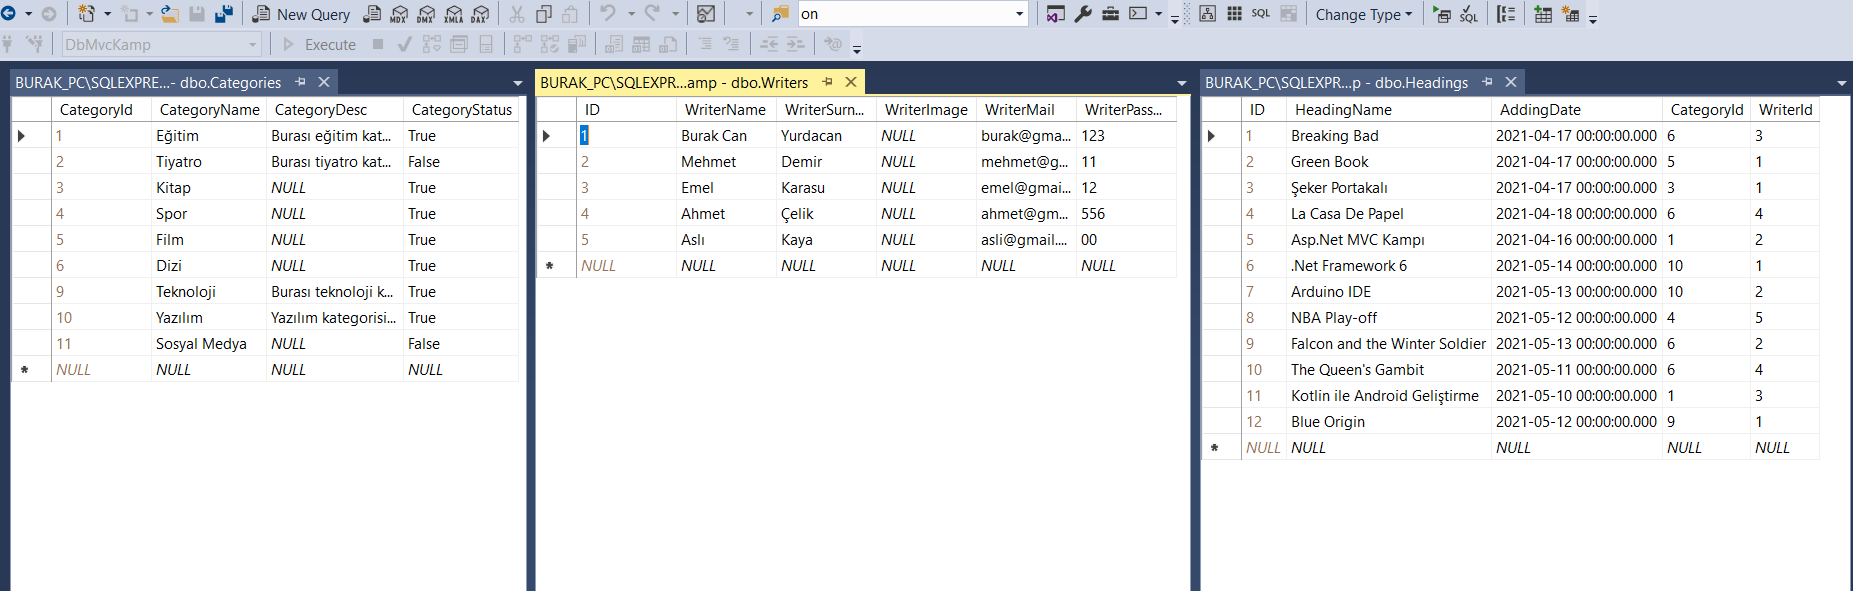 New Query MDX DMX XMLA DAX on SQL Change Type SQL
DbMvcKamp Execute
BURAK_PC\SQLEXPRE...- dbo.Categories
CategoryId CategoryName CategoryDesc CategoryStatus
1 Eğitim Burası eğitim kat... True
2 Tiyatro Burası tiyatro kat... False
3 Kitap NULL True
4 Spor NULL True
5 Film NULL True
6 Dizi NULL True
9 Teknoloji Burası teknoloji k... True
10 Yazılım Yazılım kategorisi... True
11 Sosyal Medya NULL False
NULL NULL NULL NULL
BURAK_PC\SQLEXPR...amp - dbo.Writers
ID WriterName WriterSurn... WriterImage WriterMail WriterPass...
1 Burak Can Yurdacan NULL burak@gma... 123
2 Mehmet Demir NULL mehmet@g... 11
3 Emel Karasu NULL emel@gmai... 12
4 Ahmet Çelik NULL ahmet@gm... 556
5 Aslı Kaya NULL asli@gmail.... 00
NULL NULL NULL NULL NULL NULL
BURAK_PC\SQLEXPR...p - dbo.Headings
ID HeadingName AddingDate CategoryId WriterId
1 Breaking Bad 2021-04-17 00:00:00.000 6 3
2 Green Book 2021-04-17 00:00:00.000 5 1
3 Şeker Portakalı 2021-04-17 00:00:00.000 3 1
4 La Casa De Papel 2021-04-18 00:00:00.000 6 4
5 Asp.Net MVC Kampı 2021-04-16 00:00:00.000 1 2
6 .Net Framework 6 2021-05-14 00:00:00.000 10 1
7 Arduino IDE 2021-05-13 00:00:00.000 10 2
8 NBA Play-off 2021-05-12 00:00:00.000 4 5
9 Falcon and the Winter Soldier 2021-05-13 00:00:00.000 6 2
10 The Queen's Gambit 2021-05-11 00:00:00.000 6 4
11 Kotlin ile Android Geliştirme 2021-05-10 00:00:00.000 1 3
12 Blue Origin 2021-05-12 00:00:00.000 9 1
NULL NULL NULL NULL NULL